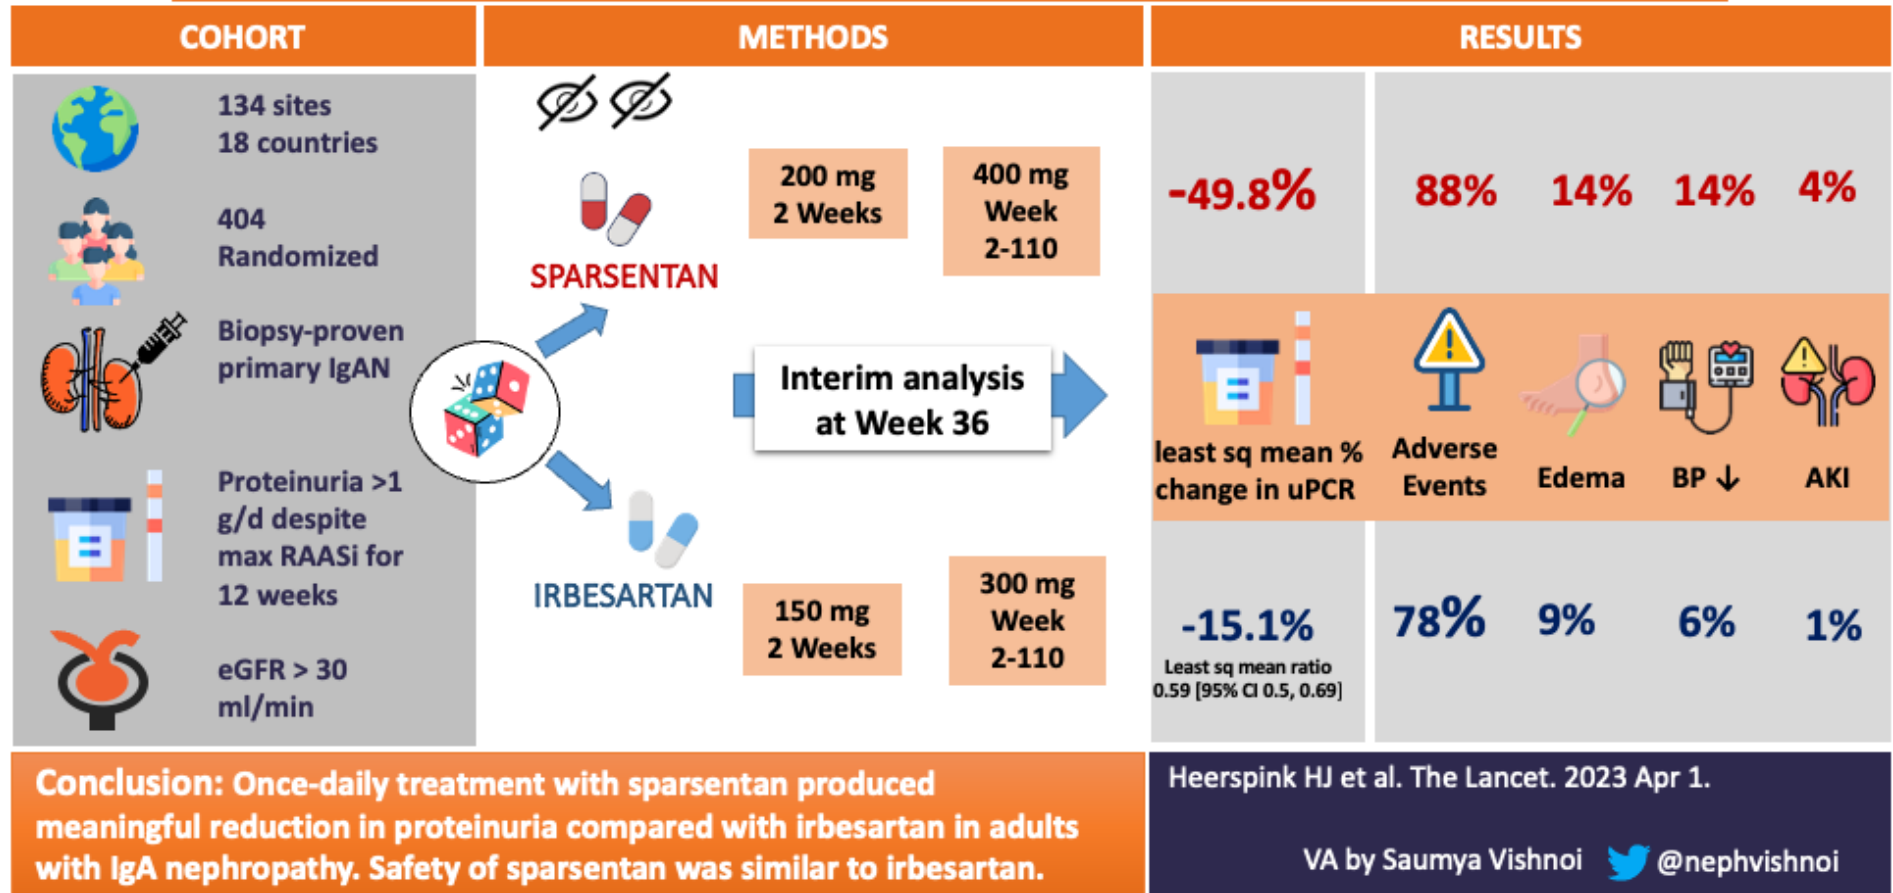 COHORT
METHODS
RESULTS
134 sites
18 countries
404
Randomized
Biopsy-proven
primary IgAN
Proteinuria >1
g/d despite
max RAASi for
12 weeks
eGFR > 30
ml/min
SPARSENTAN
200 mg
2 Weeks
400 mg
Week
2-110
Interim analysis
at Week 36
IRBESARTAN
150 mg
2 Weeks
300 mg
Week
2-110
-49.8%
88%
14%
14%
4%
least sq mean %
change in uPCR
Adverse
Events
Edema
BP ↓
AKI
-15.1%
Least sq mean ratio
0.59 [95% CI 0.5, 0.69]
78%
9%
6%
1%
Conclusion: Once-daily treatment with sparsentan produced
meaningful reduction in proteinuria compared with irbesartan in adults
with IgA nephropathy. Safety of sparsentan was similar to irbesartan.
Heerspink HJ et al. The Lancet. 2023 Apr 1.
VA by Saumya Vishnoi @nephvishnoi